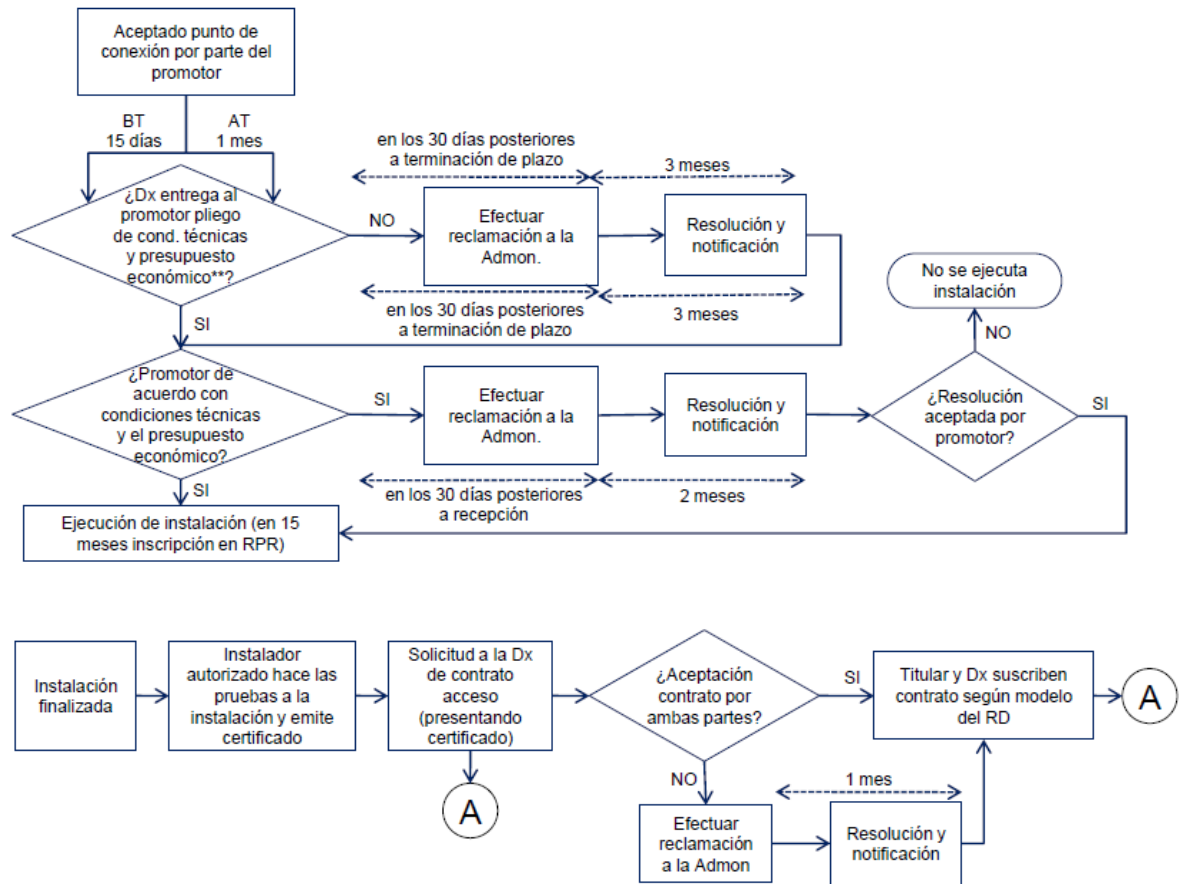 Aceptado punto de
conexión por parte del
promotor
BT
15 días
AT
1 mes
en los 30 días posteriores
a terminación de plazo
3 meses
¿Dx entrega al
promotor pliego
de cond. técnicas
y presupuesto
económico**?
NO
Efectuar
reclamación a la
Admon.
Resolución y
notificación
en los 30 días posteriores
a terminación de plazo
3 meses
No se ejecuta
instalación
SI
NO
¿Promotor de
acuerdo con
condiciones técnicas
y el presupuesto
económico?
SI
Efectuar
reclamación a la
Admon.
Resolución y
notificación
¿Resolución
aceptada por
promotor?
SI
SI
en los 30 días posteriores
a recepción
2 meses
Ejecución de instalación (en 15
meses inscripción en RPR)
Instalación
finalizada
Instalador
autorizado hace las
pruebas a la
instalación y emite
certificado
Solicitud a la Dx
de contrato
acceso
(presentando
certificado)
¿Aceptación
contrato por
ambas partes?
SI
Titular y Dx suscriben
contrato según modelo
del RD
A
A
NO
1 mes
Efectuar
reclamación
a la Admon
Resolución y
notificación